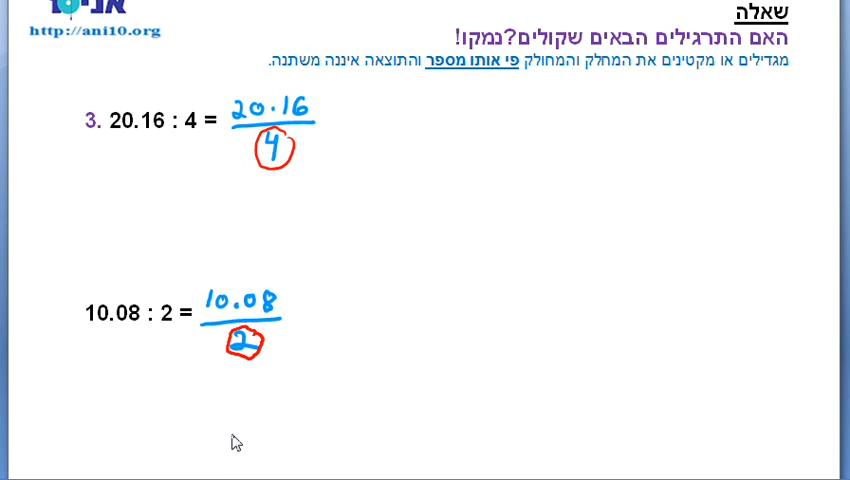 אני10
http://ani10.org
שאלה
האם התרגילים הבאים שקולים?נמקו!
מגדילים או מקטינים את המחלק והמחולק פי אותו מספר והתוצאה איננה משתנה.
3. 20.16 : 4 = 20.16
4
10.08 : 2 = 10.08
2